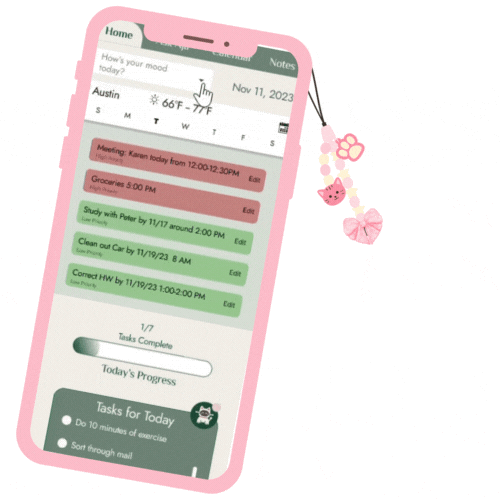 Home
Notes
How's your mood
today?
Nov 11, 2023
Austin
66°F - 77°F
S M T W T F S
Meeting: Karen today from 12:00-12:30PM
High Priority
Edit
Groceries 5:00 PM
High Priority
Edit
Study with Peter by 11/17 around 2:00 PM
Low Priority
Edit
Clean out Car by 11/19/23 8 AM
Low Priority
Edit
Correct HW by 11/19/23 1:00-2:00 PM
Low Priority
Edit
1/7
Tasks Complete
Today's Progress
Tasks for Today
Do 10 minutes of exercise
Sort through mail